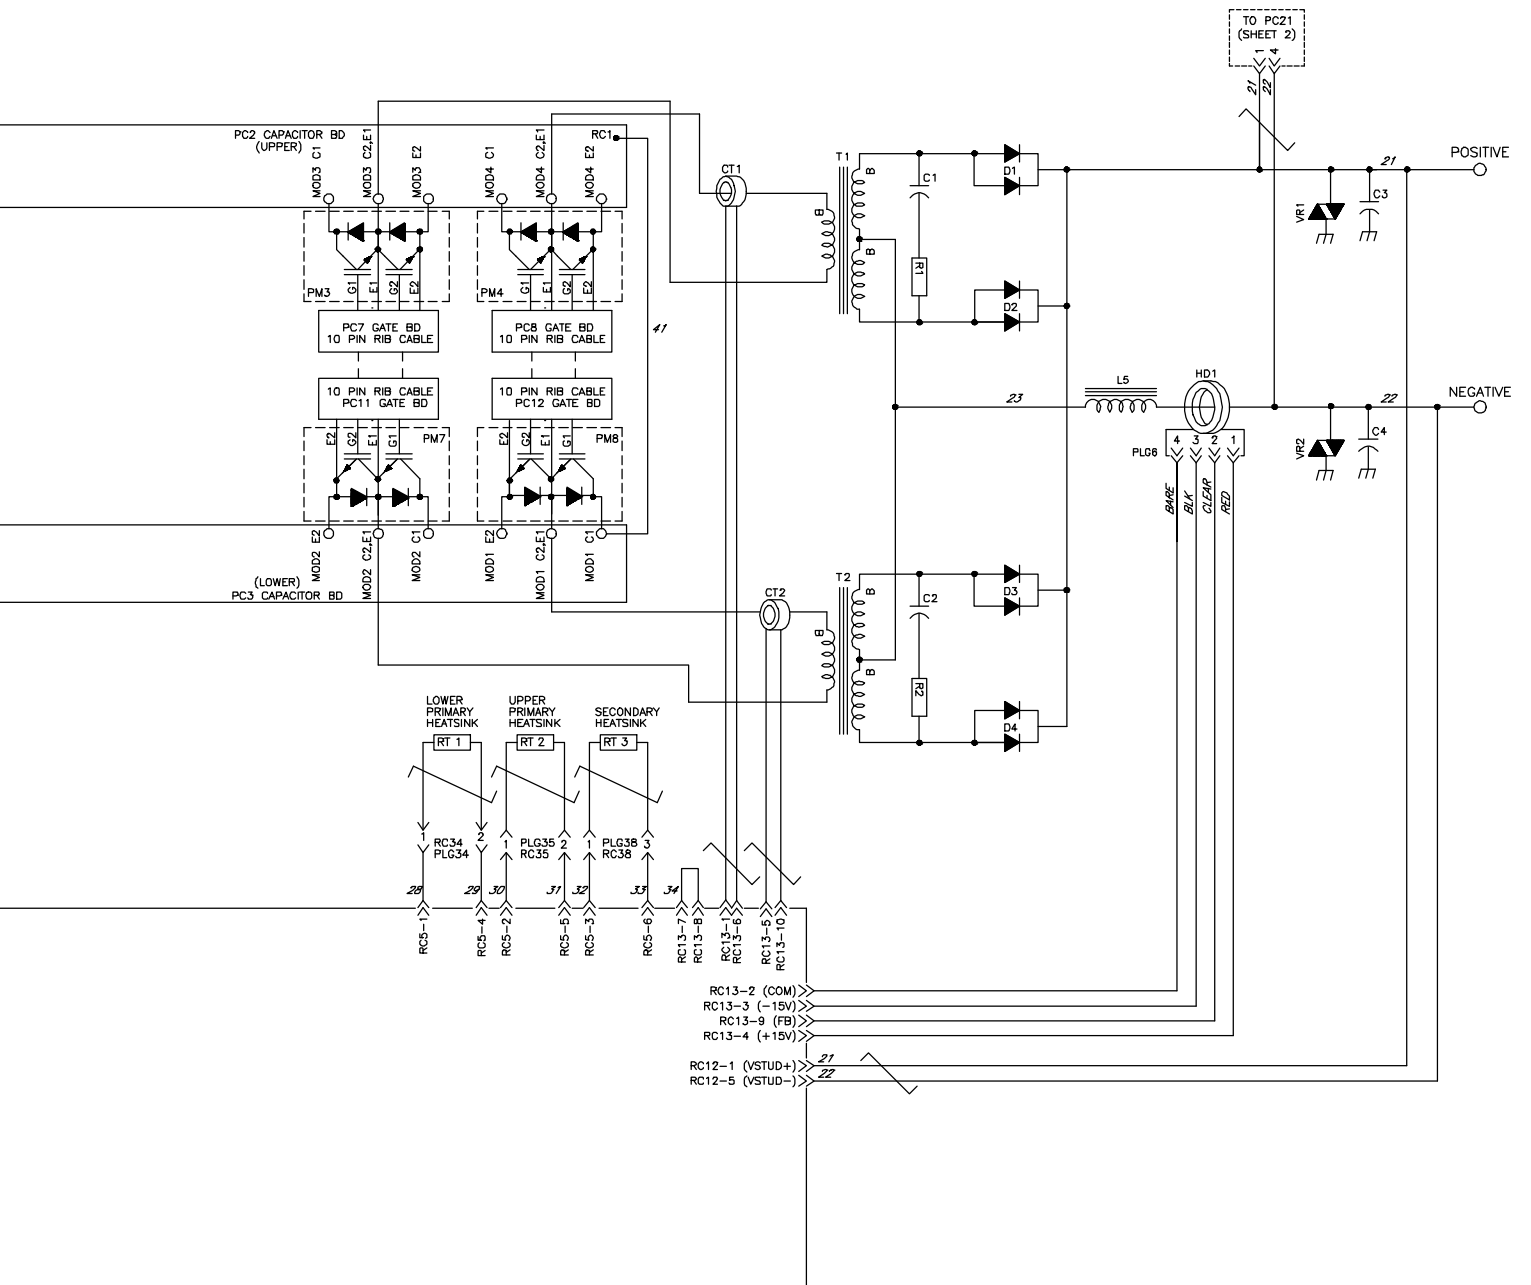 TO PC21
(SHEET 2)
1
4
21
22
POSITIVE
21
C3
VR1
NEGATIVE
22
C4
VR2
PC2 CAPACITOR BD
(UPPER)
MOD3 C1
MOD3 C2,E1
MOD3 E2
MOD4 C1
MOD4 C2,E1
MOD4 E2
RC1
PM3
G1
E1
G2
E2
PM4
G1
E1
G2
E2
PC7 GATE BD
10 PIN RIB CABLE
PC8 GATE BD
10 PIN RIB CABLE
41
10 PIN RIB CABLE
PC11 GATE BD
10 PIN RIB CABLE
PC12 GATE BD
E2
G2
E1
G1
PM7
E2
G2
E1
G1
PM8
MOD2 E2
MOD2 C2,E1
MOD2 C1
MOD1 E2
MOD1 C2,E1
MOD1 C1
(LOWER)
PC3 CAPACITOR BD
CT1
T1
B
B
B
C1
R1
D1
D2
23
L5
HD1
PLG6
4
3
2
1
BARE
BLK
CLEAR
RED
CT2
T2
B
B
B
C2
R2
D3
D4
LOWER
PRIMARY
HEATSINK
RT 1
UPPER
PRIMARY
HEATSINK
RT 2
SECONDARY
HEATSINK
RT 3
1
RC34
PLG34
2
1
PLG35
RC35
2
1
PLG38
RC38
3
28
29
30
31
32
33
34
RC5-1
RC5-4
RC5-2
RC5-5
RC5-3
RC5-6
RC13-7
RC13-8
RC13-1
RC13-6
RC13-5
RC13-10
RC13-2 (COM)
RC13-3 (-15V)
RC13-9 (FB)
RC13-4 (+15V)
RC12-1 (VSTUD+)
21
RC12-5 (VSTUD-)
22